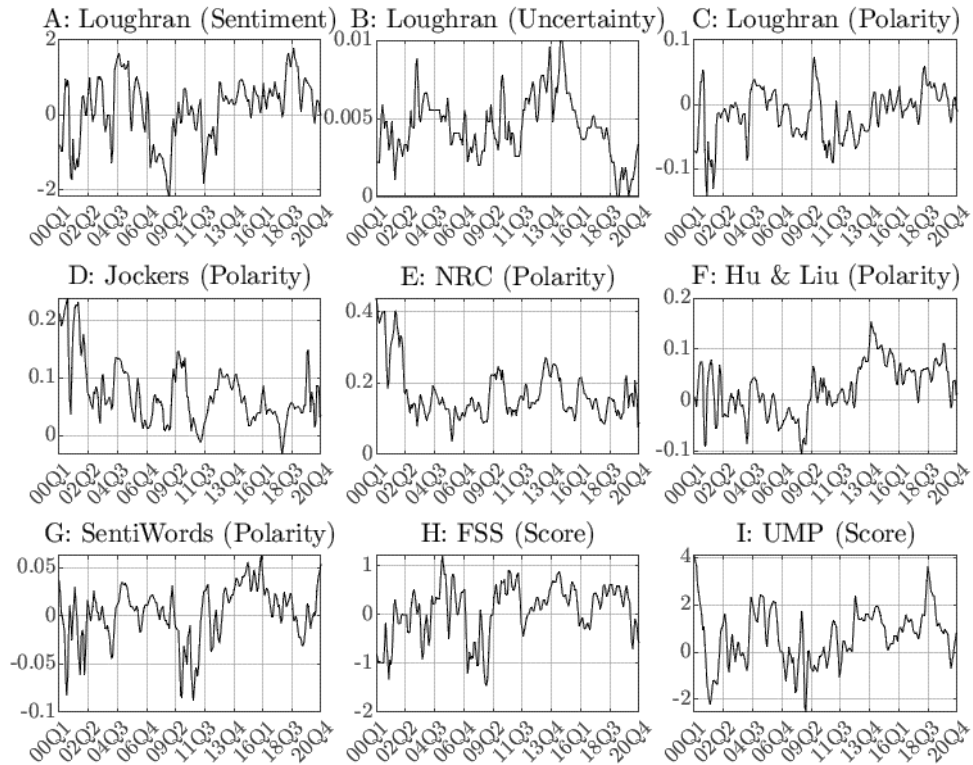 A: Loughran (Sentiment)
B: Loughran (Uncertainty)
C: Loughran (Polarity)
2
0
-2
0.01
0.005
0
0.1
0
-0.1
00Q1 02Q2 04Q3 06Q4 09Q2 11Q3 13Q4 16Q1 18Q3 20Q4
00Q1 02Q2 04Q3 06Q4 09Q2 11Q3 13Q4 16Q1 18Q3 20Q4
00Q1 02Q2 04Q3 06Q4 09Q2 11Q3 13Q4 16Q1 18Q3 20Q4
D: Jockers (Polarity)
E: NRC (Polarity)
F: Hu & Liu (Polarity)
0.2
0.1
0
0.4
0.2
0
0.2
0.1
0
-0.1
00Q1 02Q2 04Q3 06Q4 09Q2 11Q3 13Q4 16Q1 18Q3 20Q4
00Q1 02Q2 04Q3 06Q4 09Q2 11Q3 13Q4 16Q1 18Q3 20Q4
00Q1 02Q2 04Q3 06Q4 09Q2 11Q3 13Q4 16Q1 18Q3 20Q4
G: SentiWords (Polarity)
H: FSS (Score)
I: UMP (Score)
0.05
0
-0.05
-0.1
1
0
-1
-2
4
2
0
-2
00Q1 02Q2 04Q3 06Q4 09Q2 11Q3 13Q4 16Q1 18Q3 20Q4
00Q1 02Q2 04Q3 06Q4 09Q2 11Q3 13Q4 16Q1 18Q3 20Q4
00Q1 02Q2 04Q3 06Q4 09Q2 11Q3 13Q4 16Q1 18Q3 20Q4